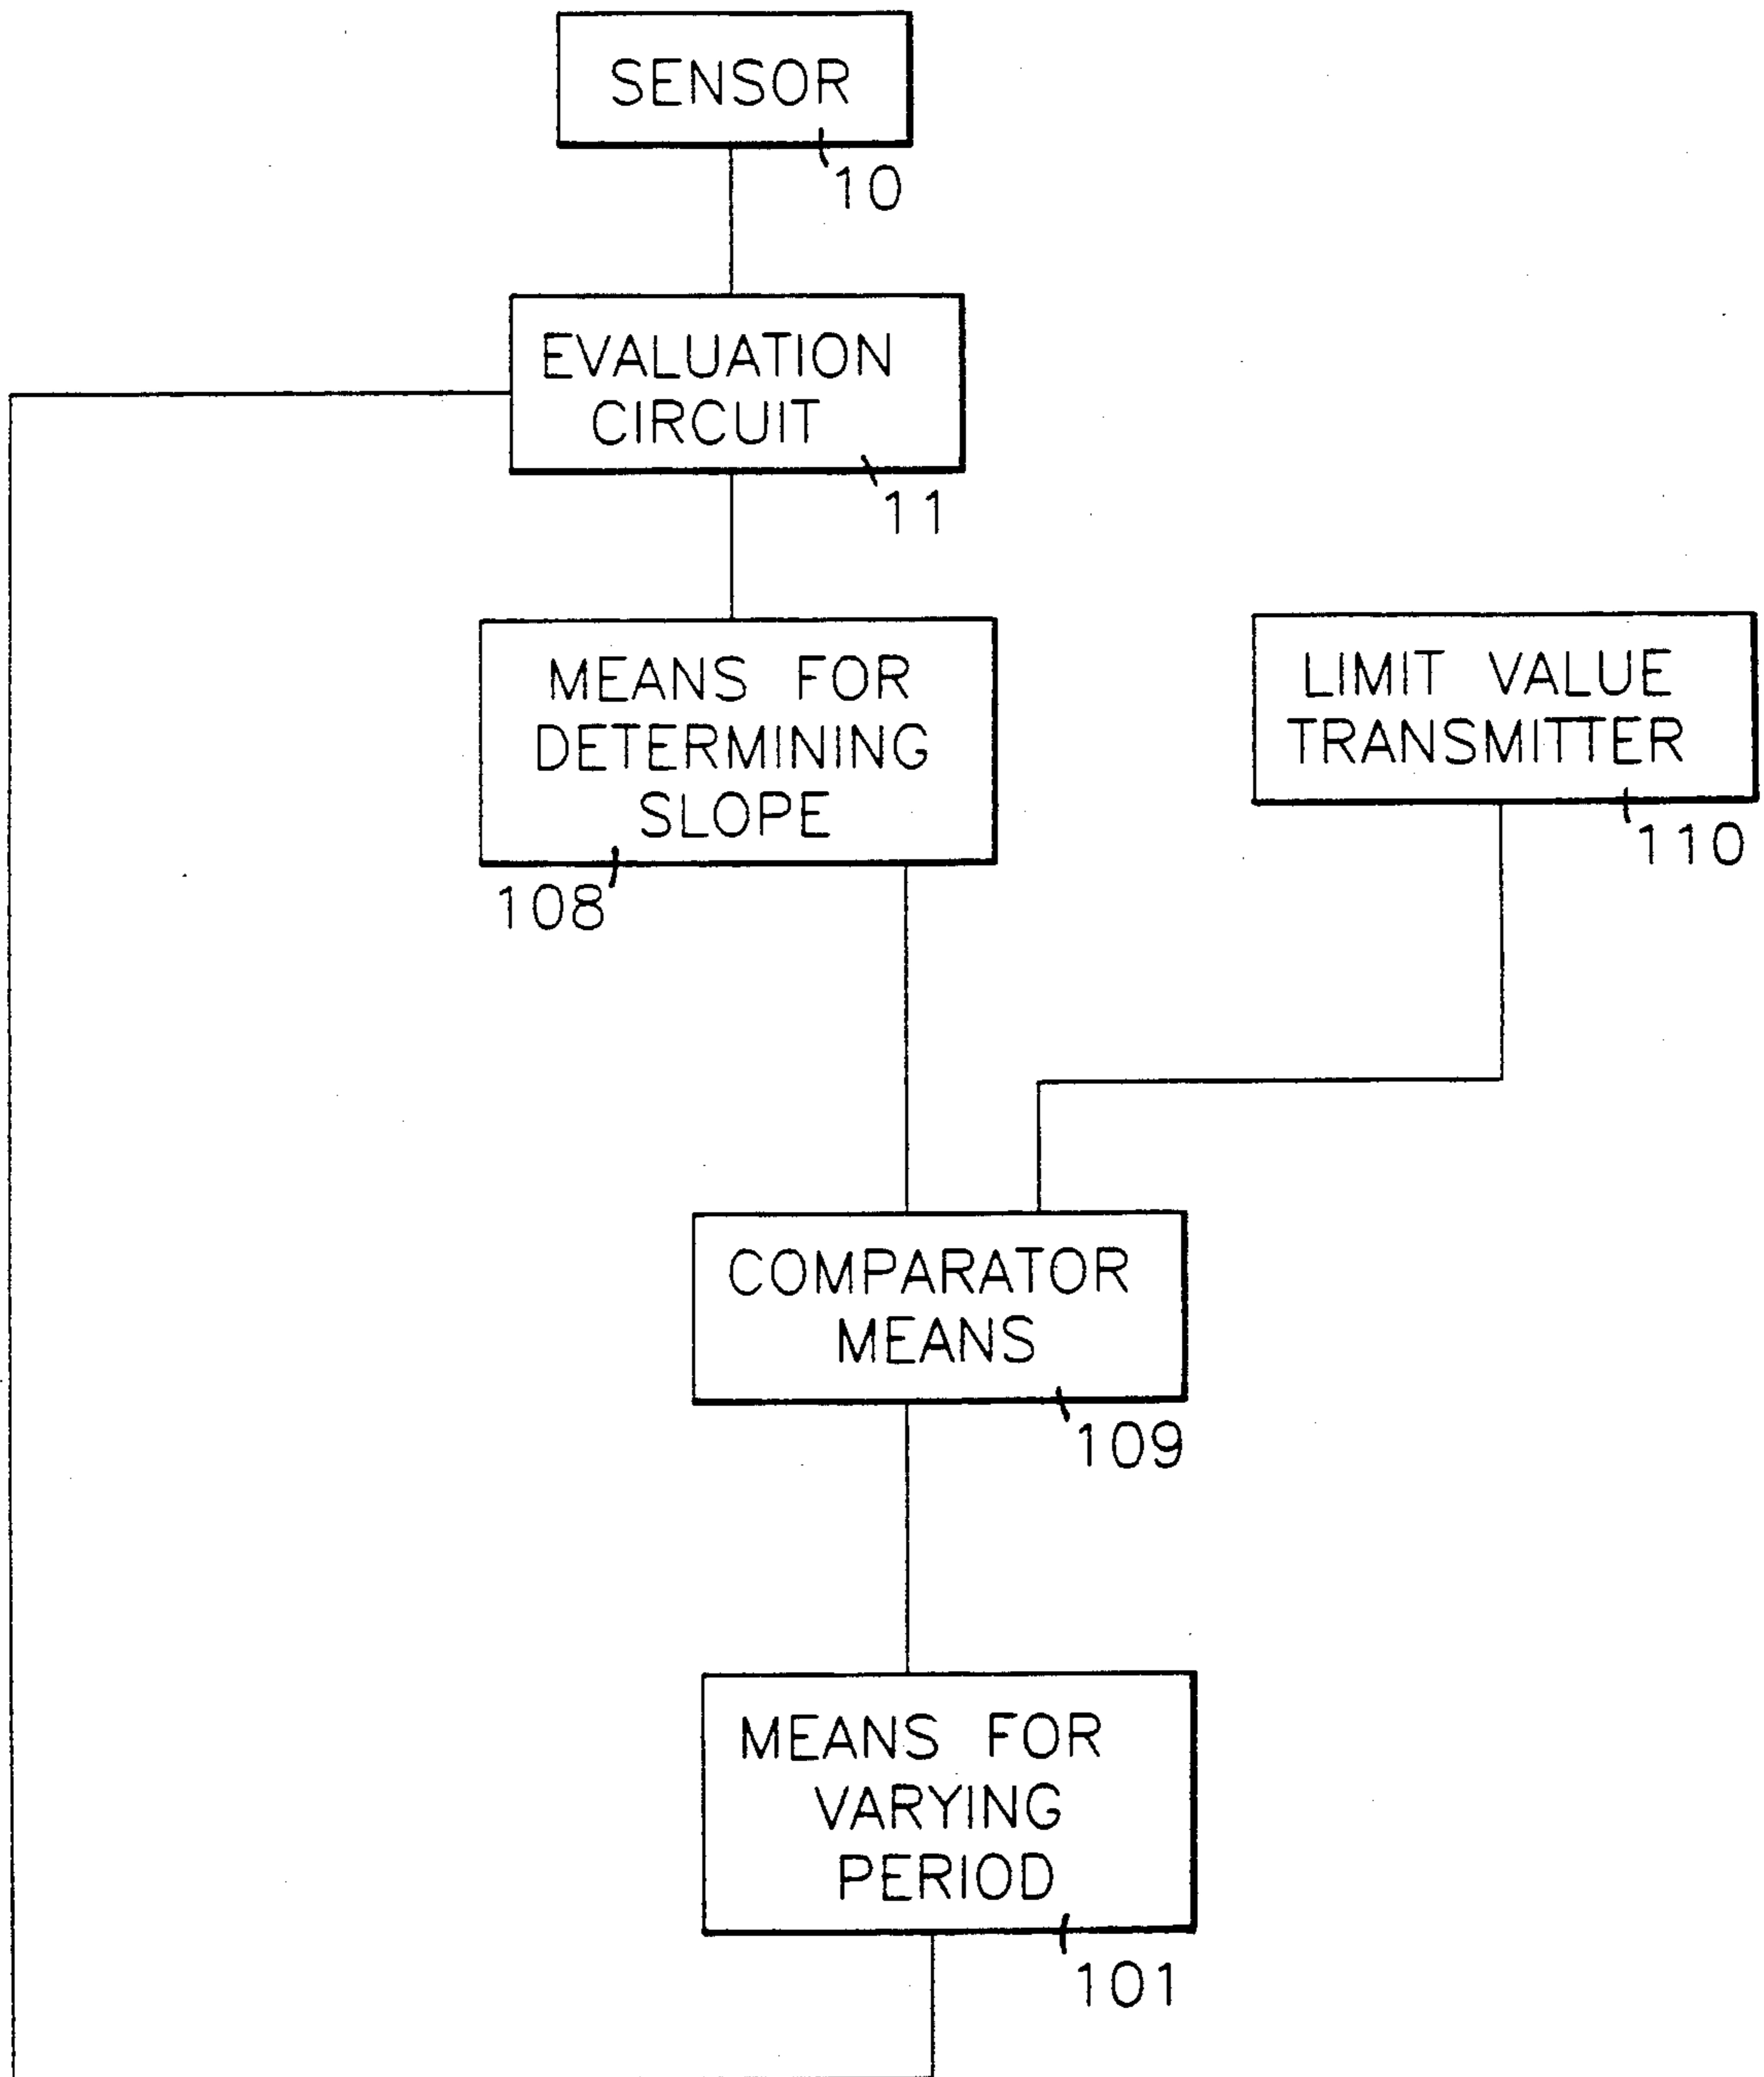 SENSOR
10
EVALUATION
CIRCUIT
11
MEANS FOR
DETERMINING
SLOPE
108
LIMIT VALUE
TRANSMITTER
110
COMPARATOR
MEANS
109
MEANS FOR
VARYING
PERIOD
101